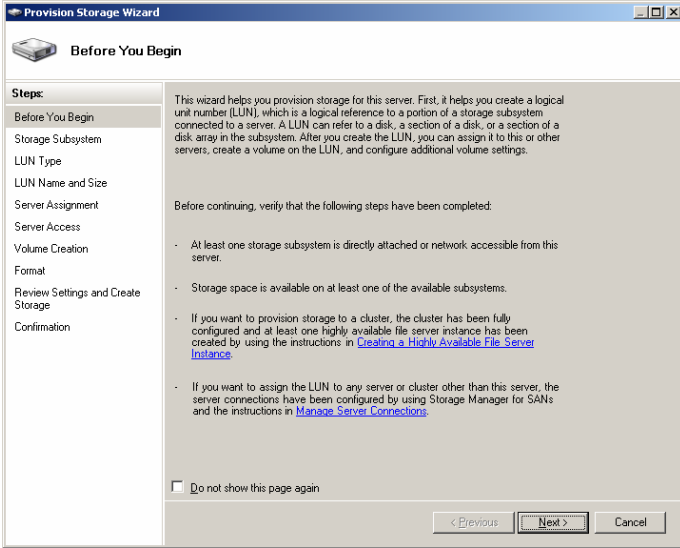 Provision Storage Wizard
Before You Begin
Steps:
Before You Begin
Storage Subsystem
LUN Type
LUN Name and Size
Server Assignment
Server Access
Volume Creation
Format
Review Settings and Create
Storage
Confirmation
This wizard helps you provision storage for this server. First, it helps you create a logical
unit number (LUN), which is a logical reference to a portion of a storage subsystem
connected to a server. A LUN can refer to a disk, a section of a disk, or a section of a
disk array in the subsystem. After you create the LUN, you can assign it to this or other
servers, create a volume on the LUN, and configure additional volume settings.
Before continuing, verify that the following steps have been completed:
- At least one storage subsystem is directly attached or network accessible from this
server.
- Storage space is available on at least one of the available subsystems.
- If you want to provision storage to a cluster, the cluster has been fully
configured and at least one highly available file server instance has been
created by using the instructions in Creating a Highly Available File Server
Instance.
- If you want to assign the LUN to any server or cluster other than this server, the
server connections have been configured by using Storage Manager for SANs
and the instructions in Manage Server Connections.
Do not show this page again
< Previous
Next >
Cancel